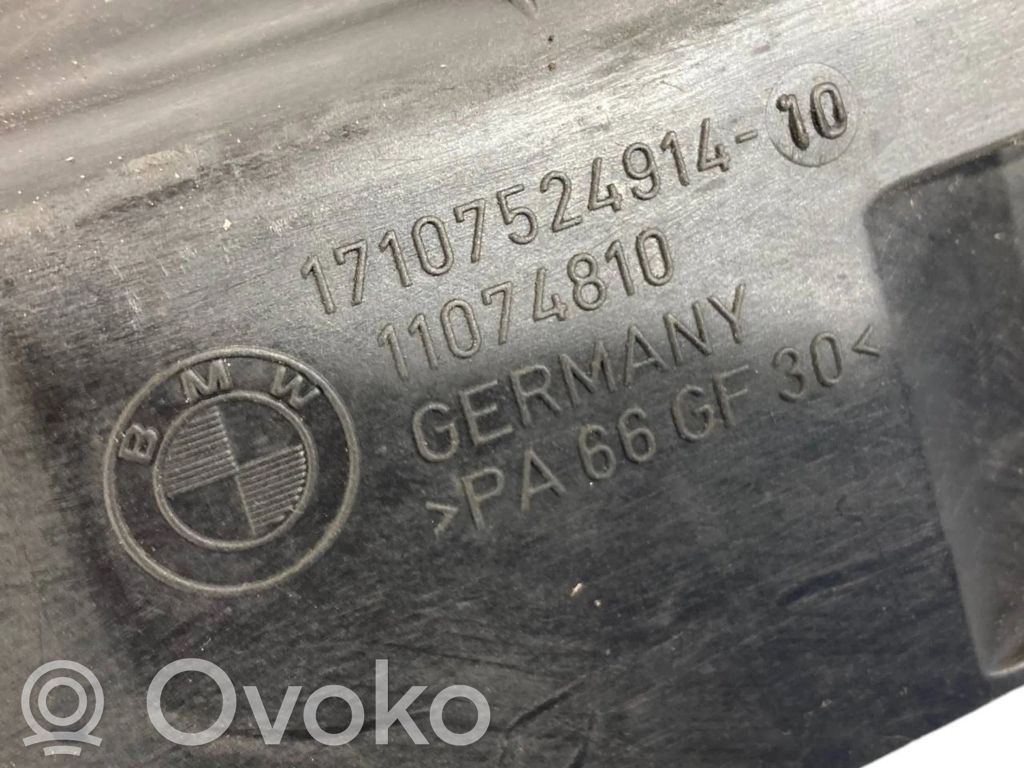 17107524914-10
11074810
GERMANY
>PA 66 GF 30<
BMW
Ovoko